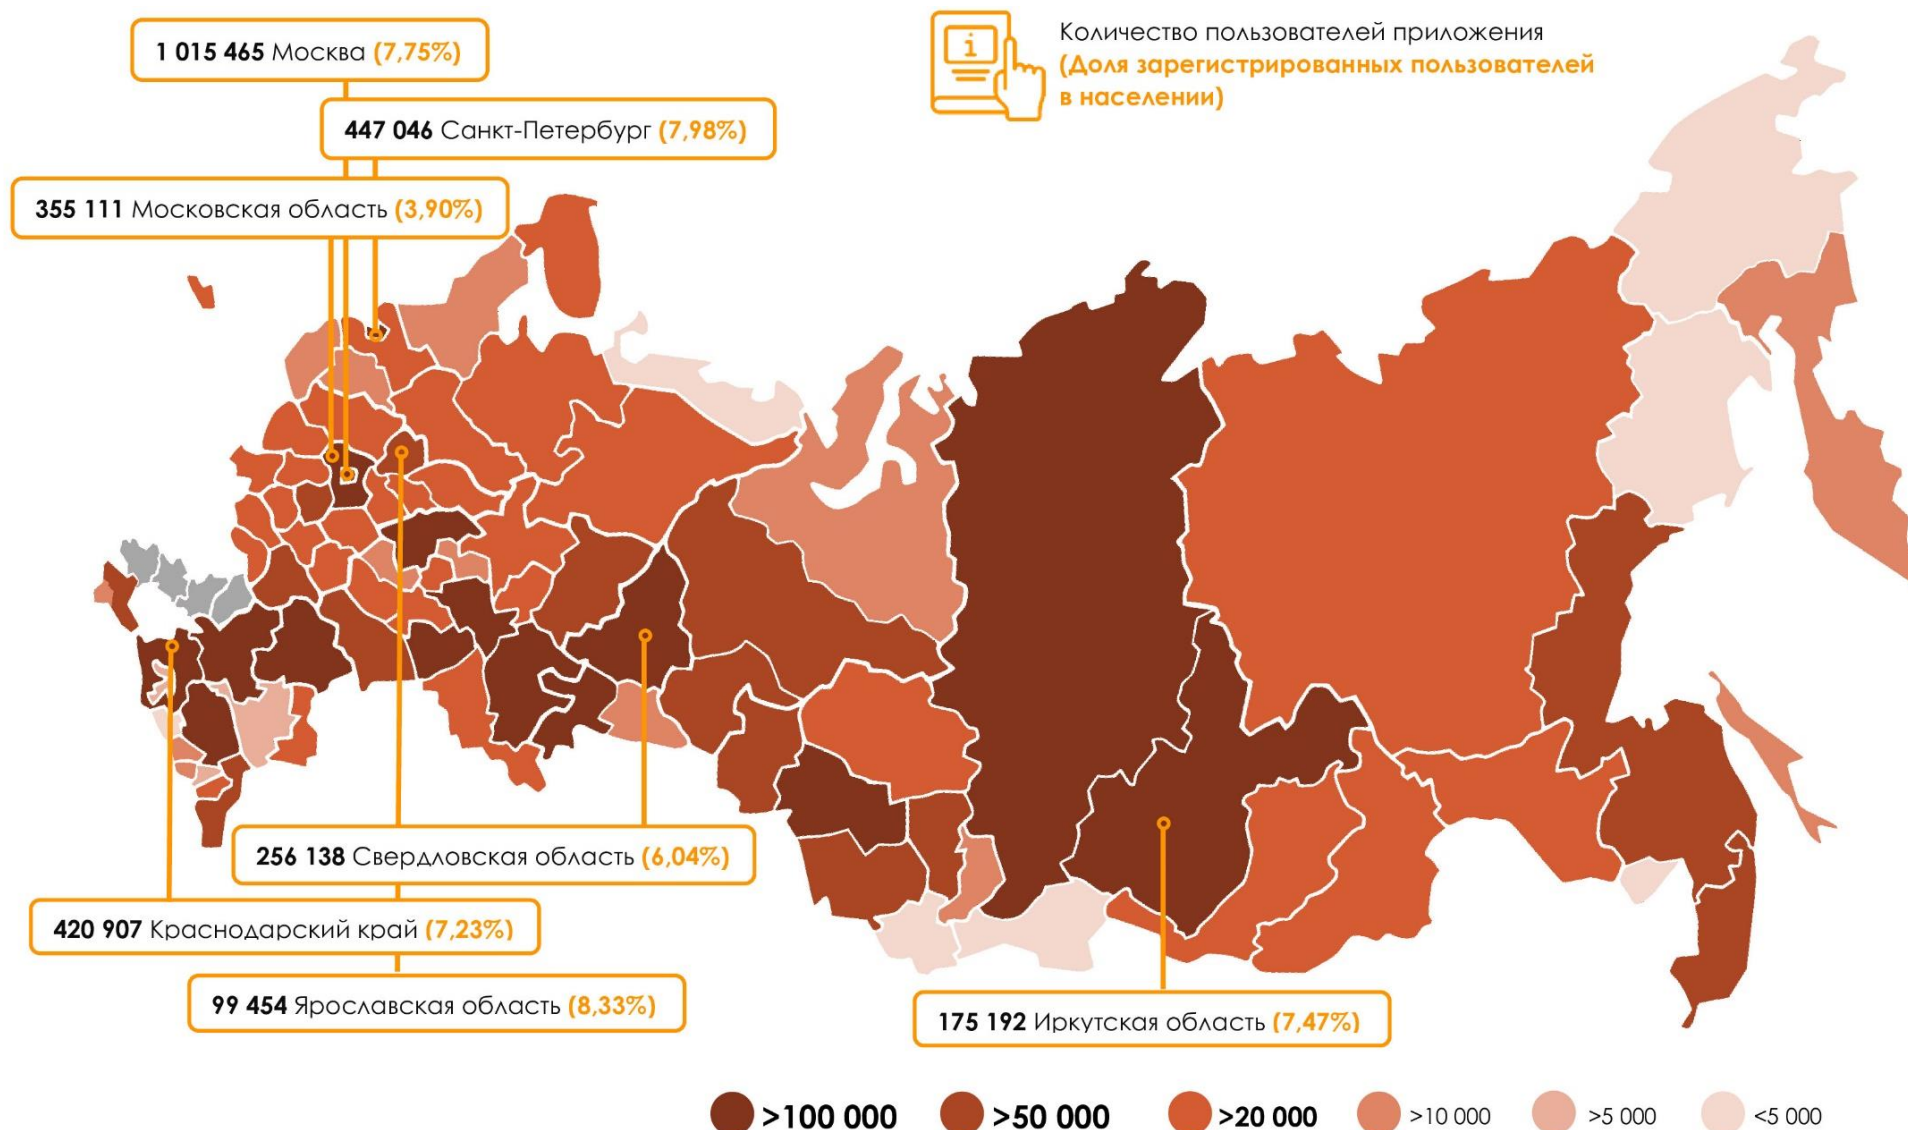 1 015 465 Москва (7,75%)
447 046 Санкт-Петербург (7,98%)
355 111 Московская область (3,90%)
i
Количество пользователей приложения
(Доля зарегистрированных пользователей
в населении)
256 138 Свердловская область (6,04%)
420 907 Краснодарский край (7,23%)
99 454 Ярославская область (8,33%)
175 192 Иркутская область (7,47%)
>100 000 >50 000 >20 000 >10 000 >5 000 <5 000